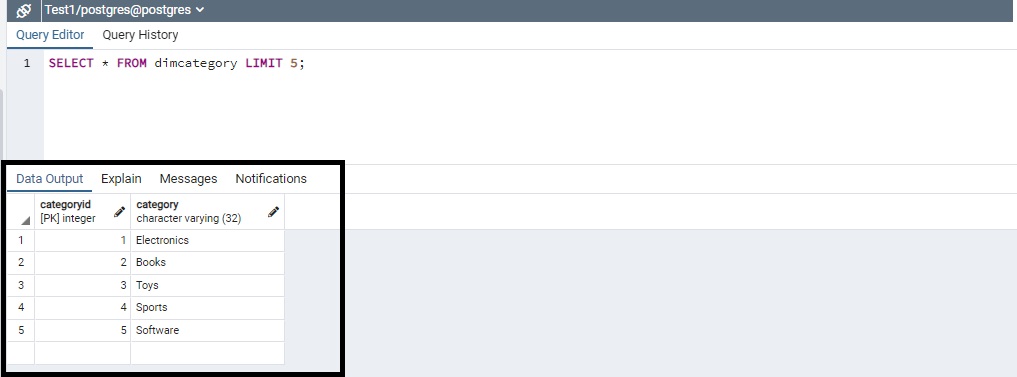 Test1/postgres@postgres
Query Editor Query History
1 SELECT * FROM dimcategory LIMIT 5;
Data Output Explain Messages Notifications
categoryid category
[PK] integer character varying (32)
1 1 Electronics
2 2 Books
3 3 Toys
4 4 Sports
5 5 Software